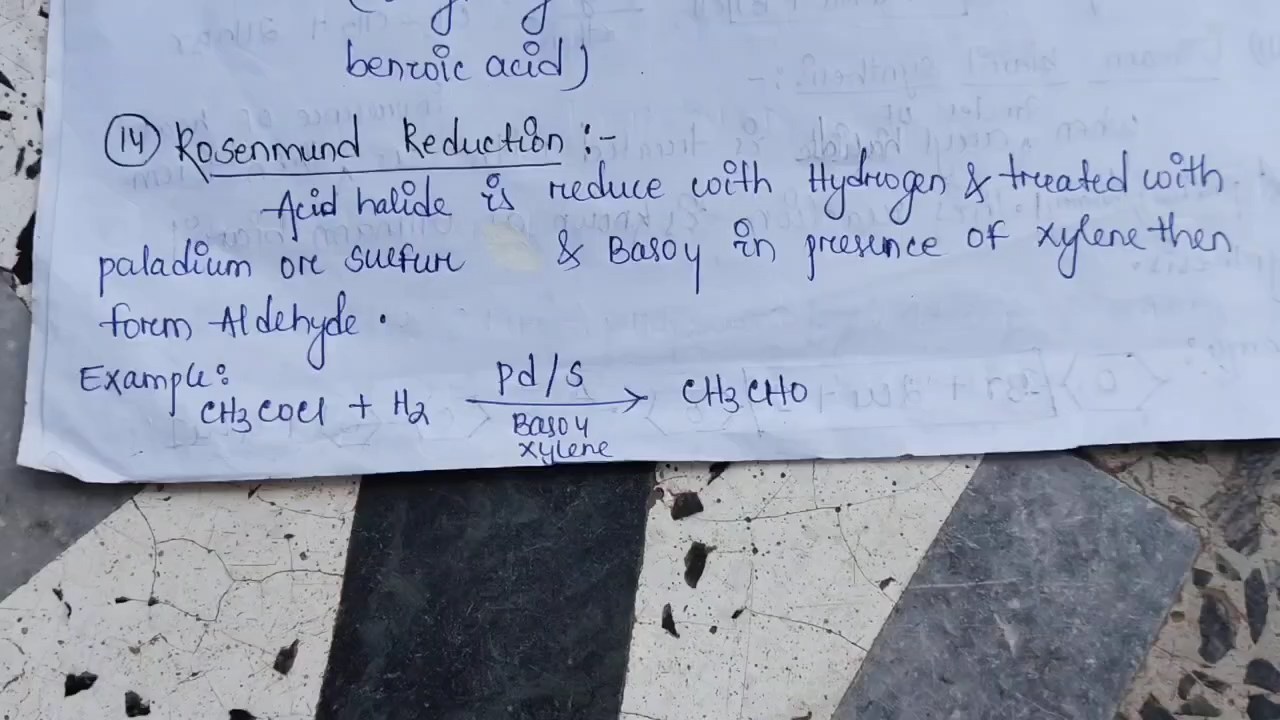 benzoic acid)
14 Rosenmund Reduction :-
Acid halide is reduce with Hydrogen & treated with
paladium or sulfur & BaSO4 in presence of xylene then
form Aldehyde.
Example:
CH3COCl + H2 Pd/S CH3CHO
BaSO4
xylene